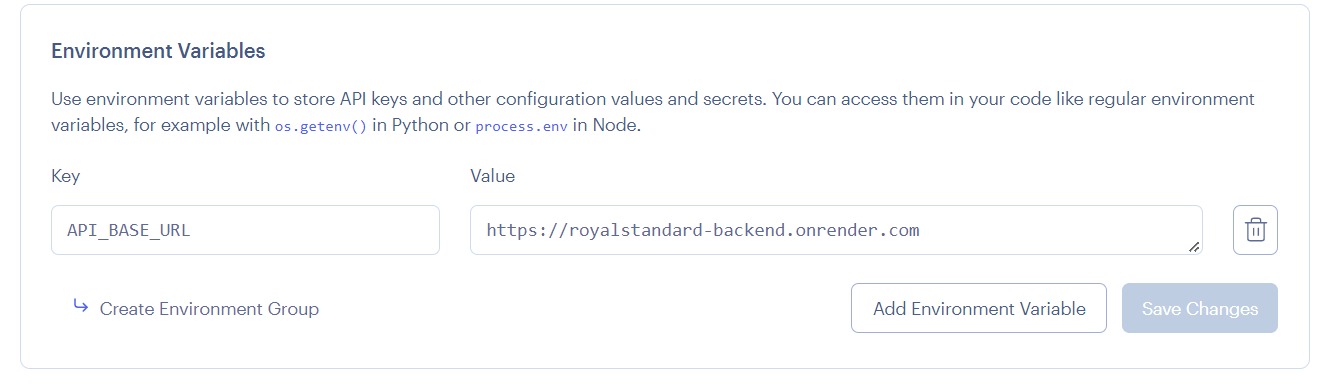 Environment Variables
Use environment variables to store API keys and other configuration values and secrets. You can access them in your code like regular environment
variables, for example with os.getenv() in Python or process.env in Node.
Key
Value
API_BASE_URL
https://royalstandard-backend.onrender.com
Create Environment Group
Add Environment Variable
Save Changes